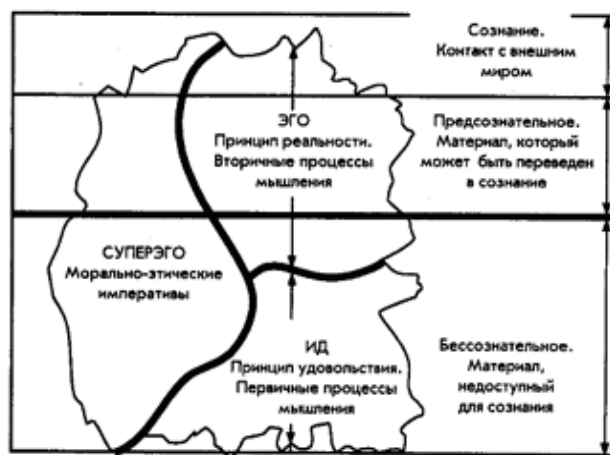 Сознание.
Контакт с внешним
миром
ЭГО
Принцип реальности.
Вторичные процессы
мышления
Предсознательное.
Материал, который
может быть переведен
в сознание
СУПЕРЭГО
Морально-этические
императивы
ИД
Принцип удовольствия.
Первичные процессы
мышления
Бессознательное.
Материал,
недоступный
для сознания